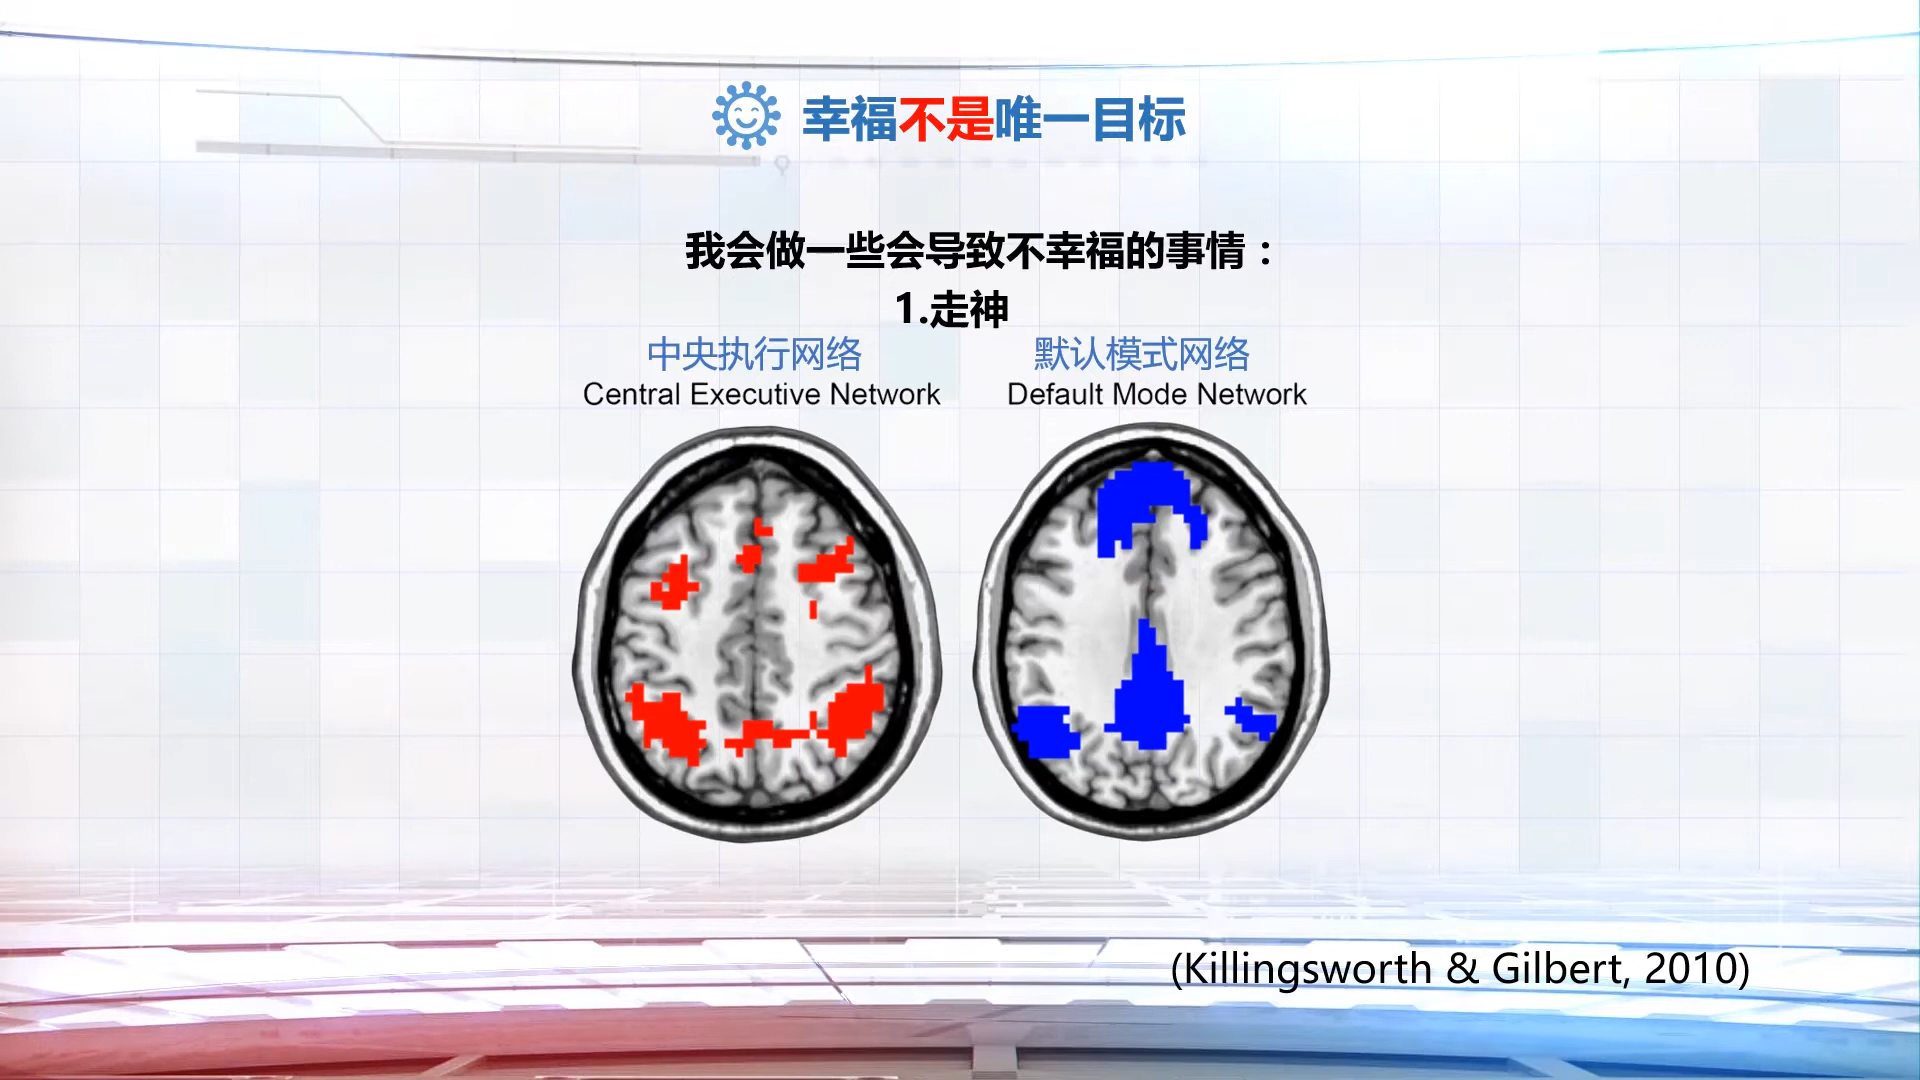 幸福不是唯一目标
我会做一些会导致不幸福的事情：
1.走神
中央执行网络
Central Executive Network
默认模式网络
Default Mode Network
(Killingsworth & Gilbert, 2010)